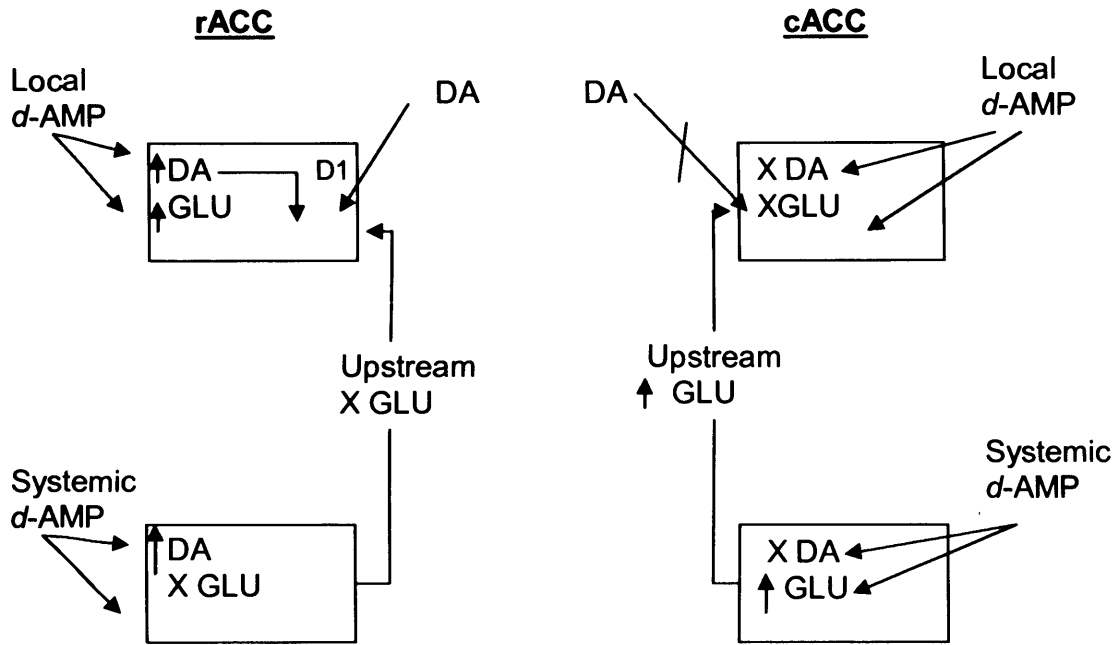 rACC
Local
d-AMP
DA
↑DA
D1
↑GLU
Upstream
X GLU
Systemic
d-AMP
↑DA
X GLU
cACC
DA
Local
d-AMP
X DA
XGLU
Upstream
↑ GLU
Systemic
d-AMP
X DA
↑ GLU